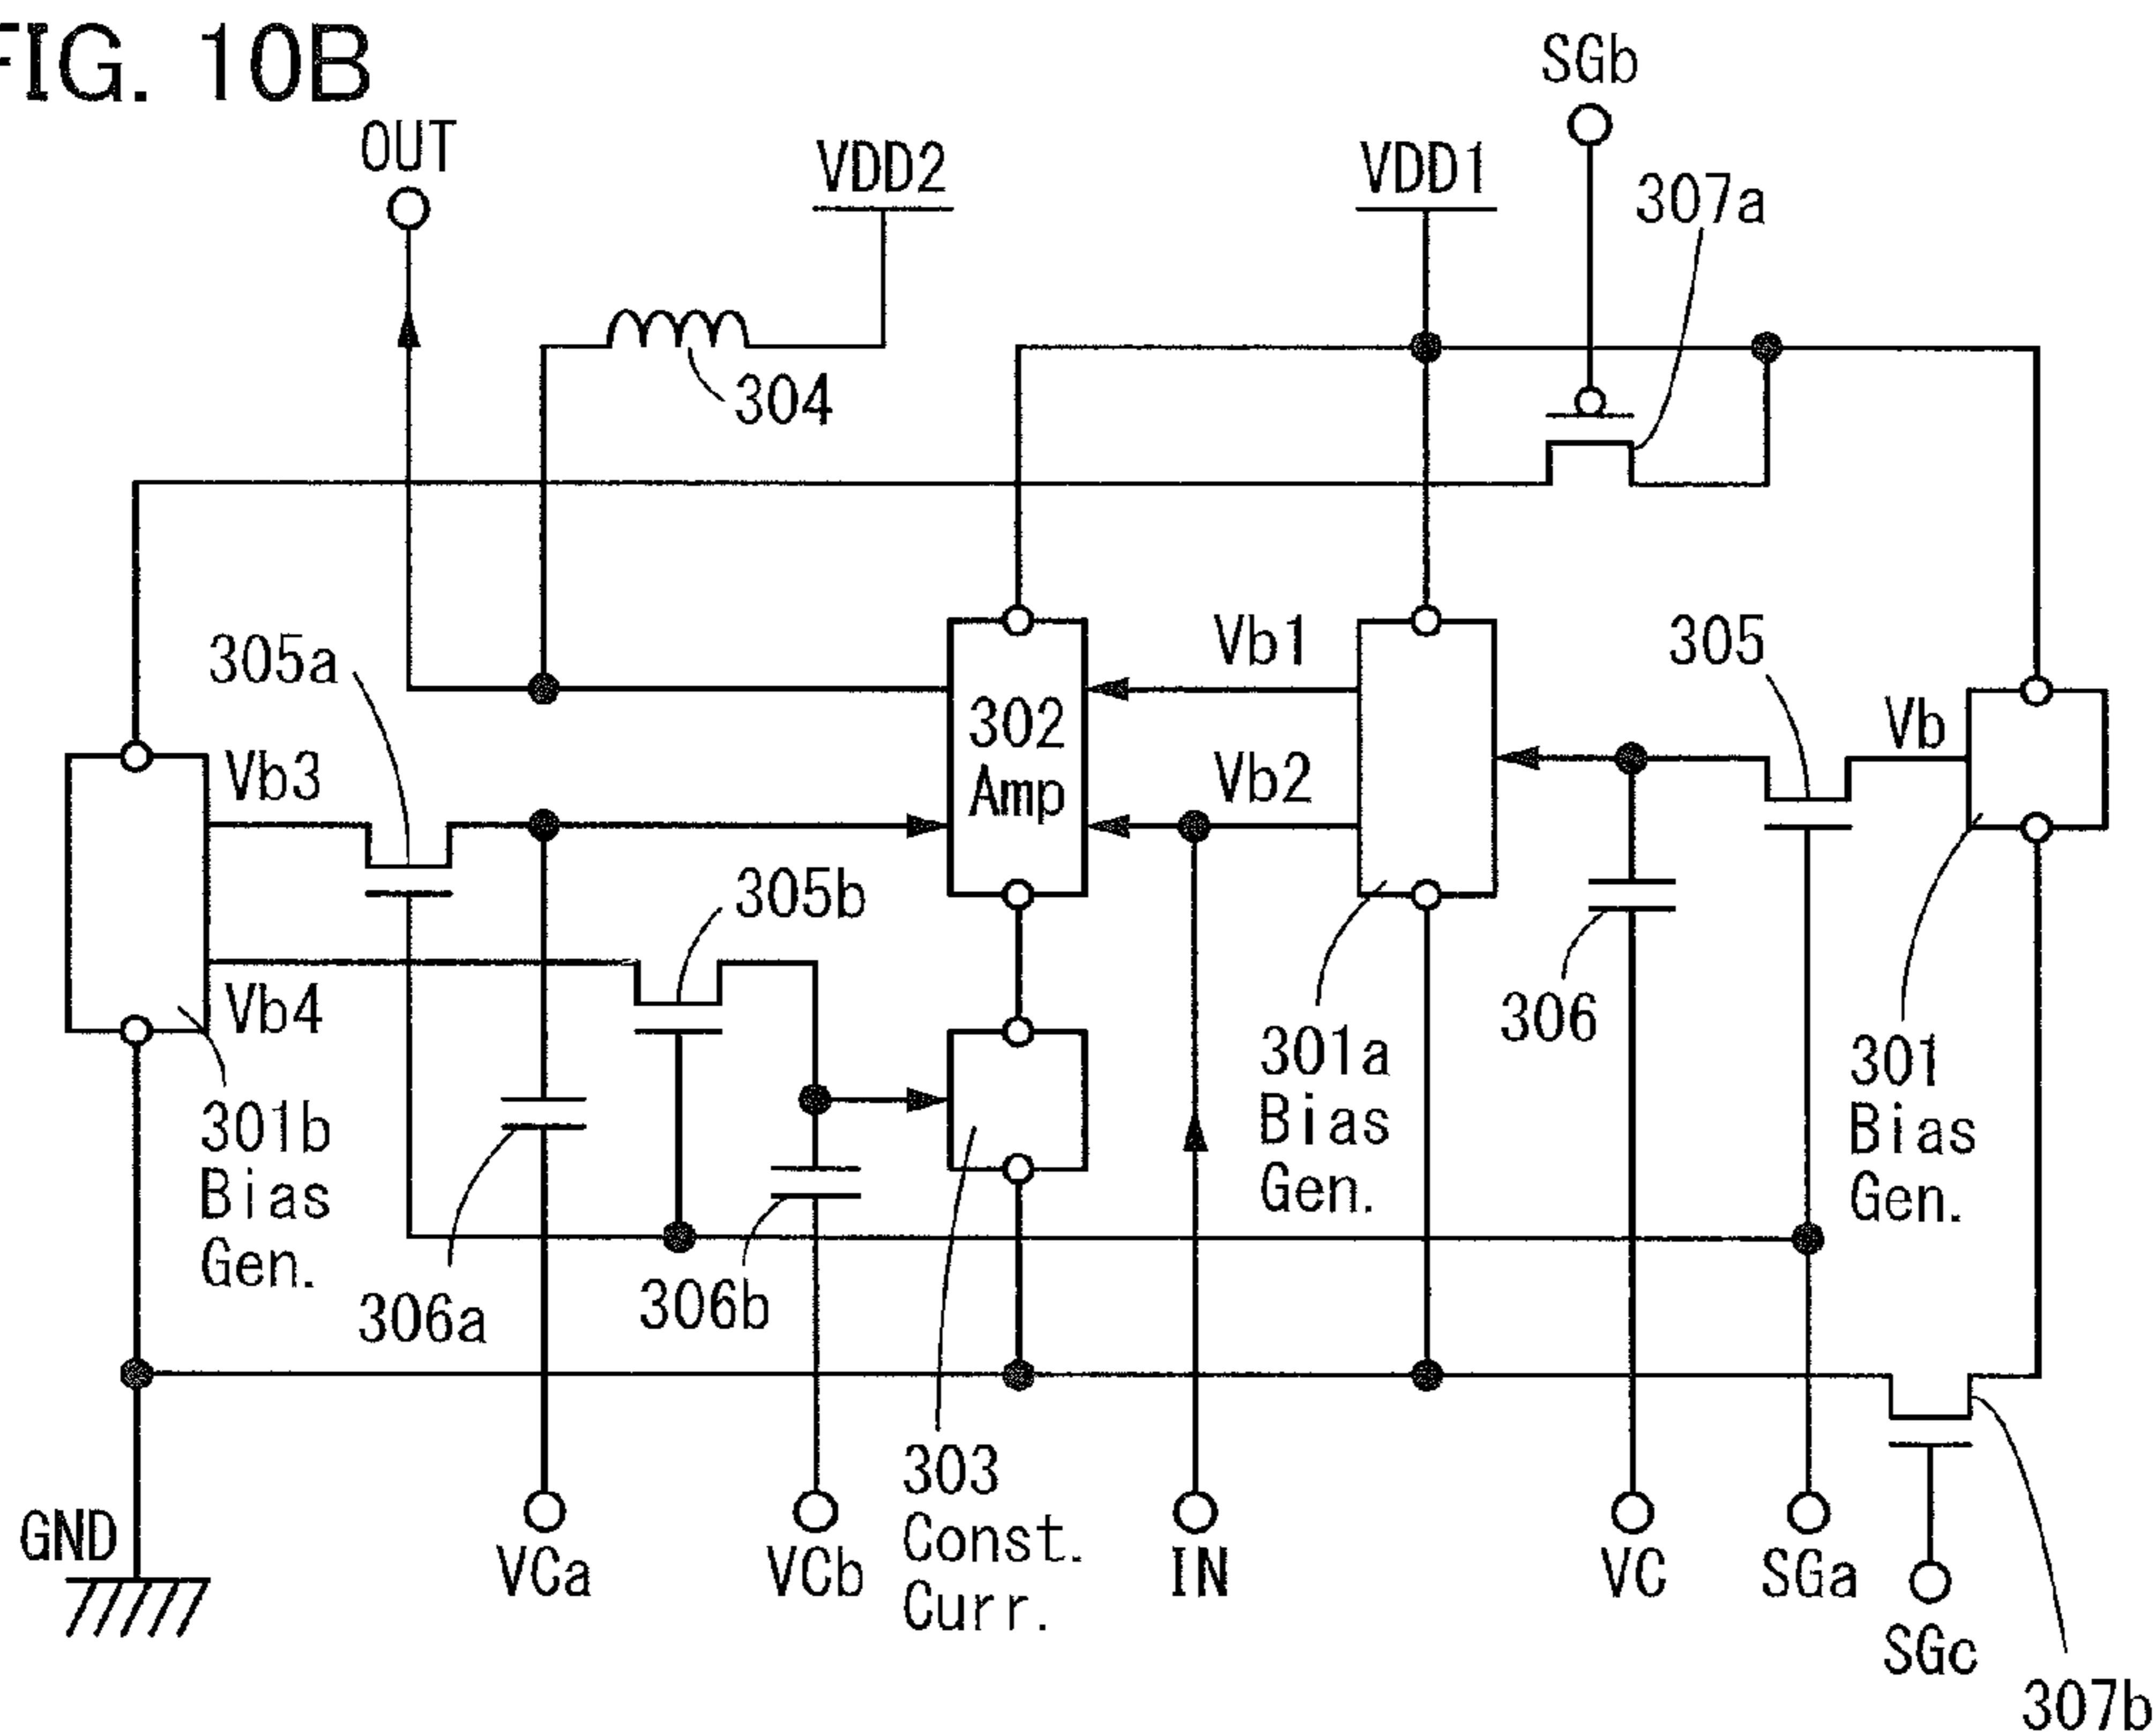 FIG. 10B
SGb
OUT
VDD2
VDD1
307a
304
305a
Vb1
305
302
Amp
Vb
Vb3
Vb2
305b
Vb4
306
301a
Bias
Gen.
301
Bias
Gen.
301b
Bias
Gen.
306a
306b
303
Const.
Curr.
GND
VCa
VCb
IN
VC
SGa
SGc
307b